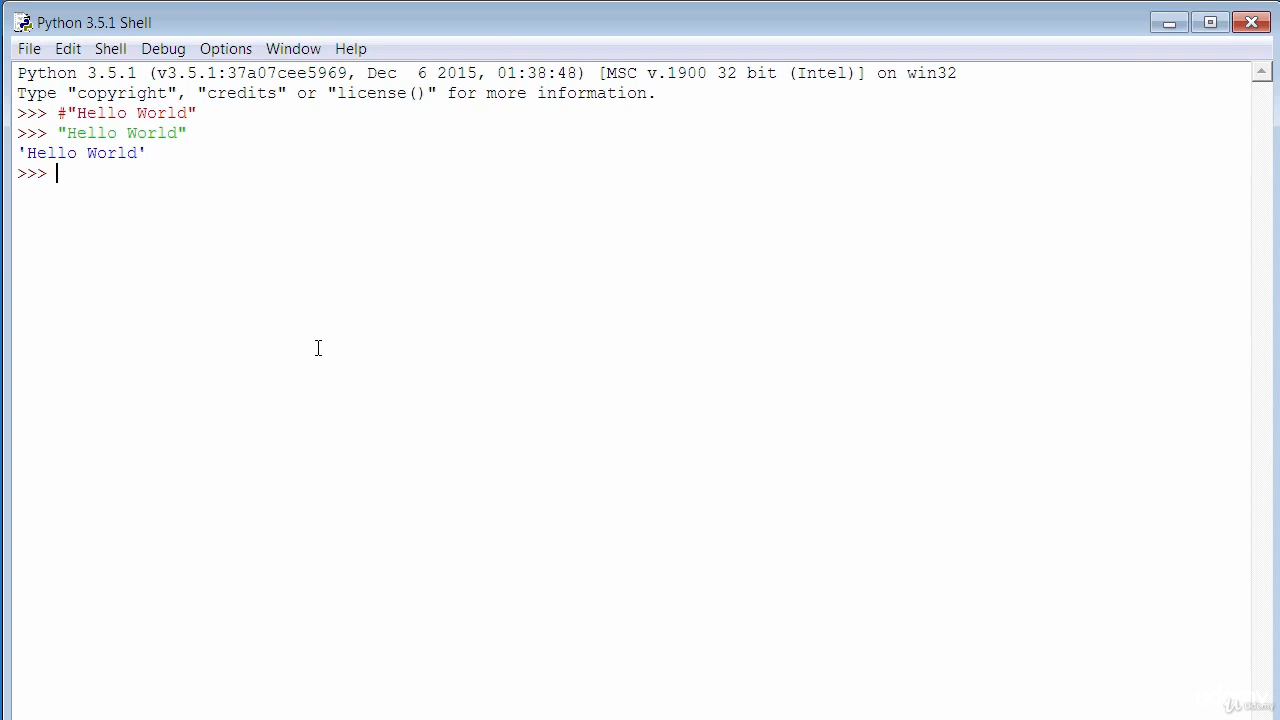 Python 3.5.1 Shell
File Edit Shell Debug Options Window Help
Python 3.5.1 (v3.5.1:37a07cee5969, Dec  6 2015, 01:38:48) [MSC v.1900 32 bit (Intel)] on win32
Type "copyright", "credits" or "license()" for more information.
>>> #"Hello World"
>>> "Hello World"
'Hello World'
>>>
Udemy